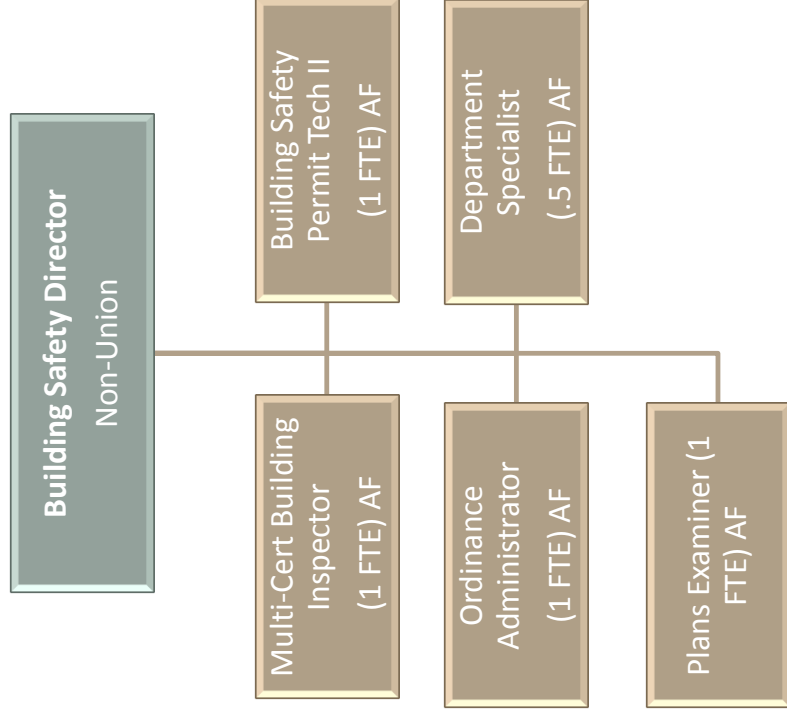 Building Safety Director
Non-Union
Multi-Cert Building
Inspector
(1 FTE) AF
Building Safety
Permit Tech II
(1 FTE) AF
Ordinance
Administrator
(1 FTE) AF
Department
Specialist
(.5 FTE) AF
Plans Examiner (1
FTE) AF